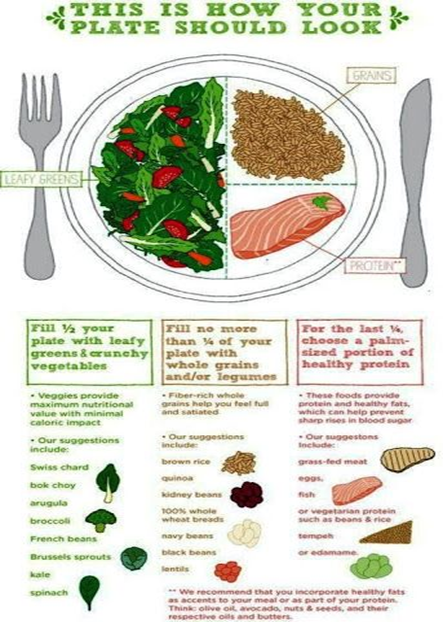 THIS IS HOW YOUR
PLATE SHOULD LOOK
GRAINS
LEAFY GREENS
PROTEIN**
Fill ½ your
plate with leafy
greens & crunchy
vegetables
• Veggies provide
maximum nutritional
value with minimal
caloric impact
• Our suggestions
include:
Swiss chard
bok choy
arugula
broccoli
French beans
Brussels sprouts
kale
spinach
Fill no more
than ¼ of your
plate with
whole grains
and/or legumes
• Fiber-rich whole
grains help you feel full
and satiated
• Our suggestions
include:
brown rice
quinoa
kidney beans
100% whole
wheat breads
navy beans
black beans
lentils
For the last ¼,
choose a palm-
sized portion of
healthy protein
• These foods provide
protein and healthy fats,
which can help prevent
sharp rises in blood sugar
• Our suggestons
include:
grass-fed meat
eggs,
fish
or vegetarian protein
such as beans & rice
tempeh
or edamame.
** We recommend that you incorporate healthy fats
as accents to your meal or as part of your protein.
Think: olive oil, avocado, nuts & seeds, and their
respective oils and butters.